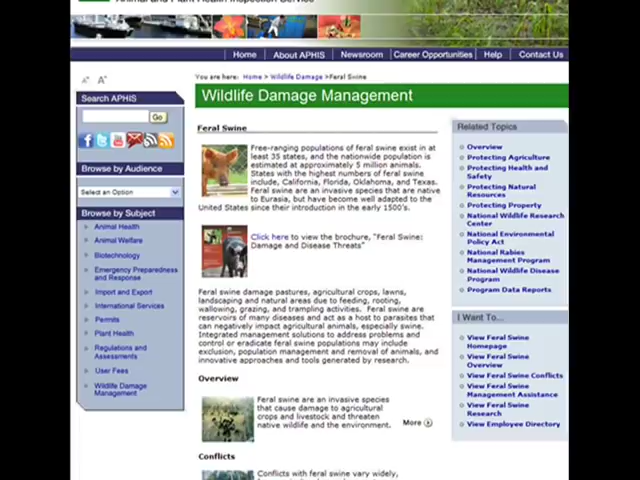 Animal and Plant Health Inspection Service
Home
About APHIS
Newsroom
Career Opportunities
Help
Contact Us
A- A+
You are here: Home > Wildlife Damage >Feral Swine
Search APHIS
Go
Browse by Audience
Select an Option
Browse by Subject
Animal Health
Animal Welfare
Biotechnology
Emergency Preparedness
and Response
Import and Export
International Services
Permits
Plant Health
Regulations and
Assessments
User Fees
Wildlife Damage
Management
Wildlife Damage Management
Feral Swine
Free-ranging populations of feral swine exist in at
least 35 states, and the nationwide population is
estimated at approximately 5 million animals.
States with the highest numbers of feral swine
include, California, Florida, Oklahoma, and Texas.
Feral swine are an invasive species that are native
to Eurasia, but have become well adapted to the
United States since their introduction in the early 1500's.
Click here to view the brochure, "Feral Swine:
Damage and Disease Threats"
Feral swine damage pastures, agricultural crops, lawns,
landscaping and natural areas due to feeding, rooting,
wallowing, grazing, and trampling activities. Feral swine are
reservoirs of many diseases and act as a host to parasites that
can negatively impact agricultural animals, especially swine.
Integrated management solutions to address problems and
control or eradicate feral swine populations may include
exclusion, population management and removal of animals, and
innovative approaches and tools generated by research.
Overview
Feral swine are an invasive species
that cause damage to agricultural
crops and livestock and threaten
native wildlife and the environment.
More
Conflicts
Conflicts with feral swine vary widely,
Related Topics
Overview
Protecting Agriculture
Protecting Health and
Safety
Protecting Natural
Resources
Protecting Property
National Wildlife Research
Center
National Environmental
Policy Act
National Rabies
Management Program
National Wildlife Disease
Program
Program Data Reports
I Want To...
View Feral Swine
Homepage
View Feral Swine
Overview
View Feral Swine Conflicts
View Feral Swine
Management Assistance
View Feral Swine
Research
View Employee Directory